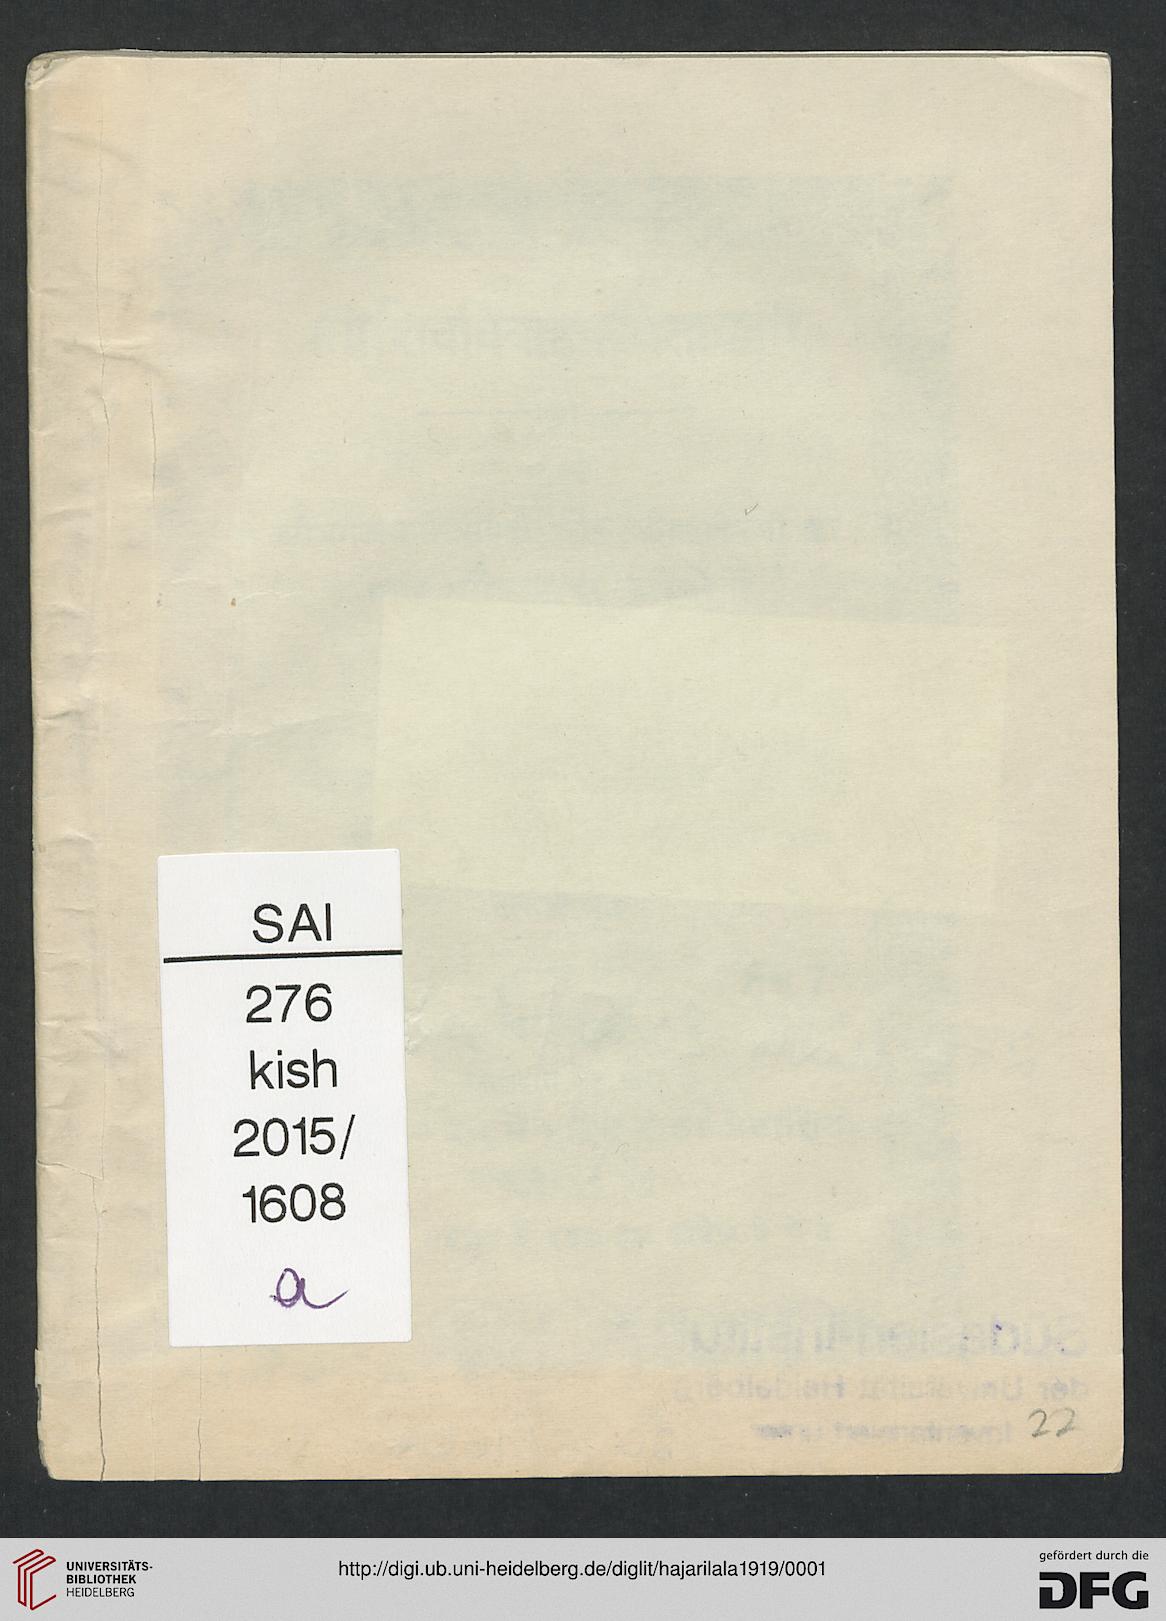 SAI
276
kish
2015/
1608
a
22
UNIVERSITÄTS-
BIBLIOTHEK
HEIDELBERG
http://digi.ub.uni-heidelberg.de/diglit/hajarilala1919/0001
gefördert durch die
DFG